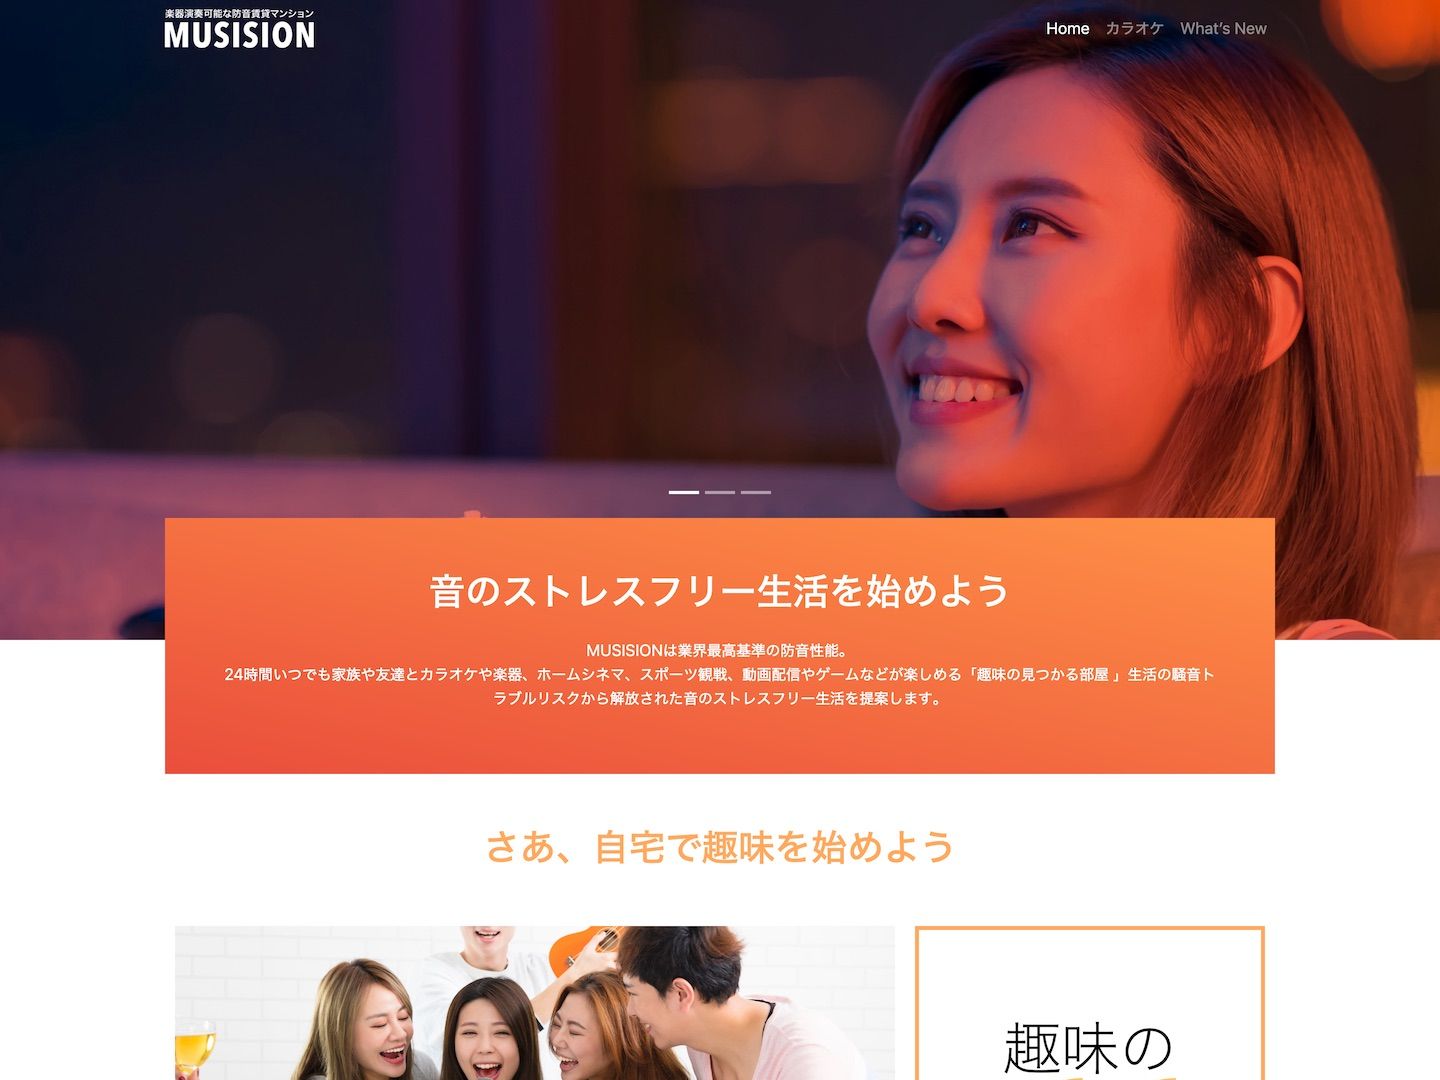 楽器演奏可能な防音賃貸マンション
MUSISION
Home カラオケ What's New
音のストレスフリー生活を始めよう
MUSISIONは業界最高基準の防音性能。
24時間いつでも家族や友達とカラオケや楽器、ホームシネマ、スポーツ観戦、動画配信やゲームなどが楽しめる「趣味の見つかる部屋 」生活の騒音ト
ラブルリスクから解放された音のストレスフリー生活を提案します。
さあ、自宅で趣味を始めよう
趣味の